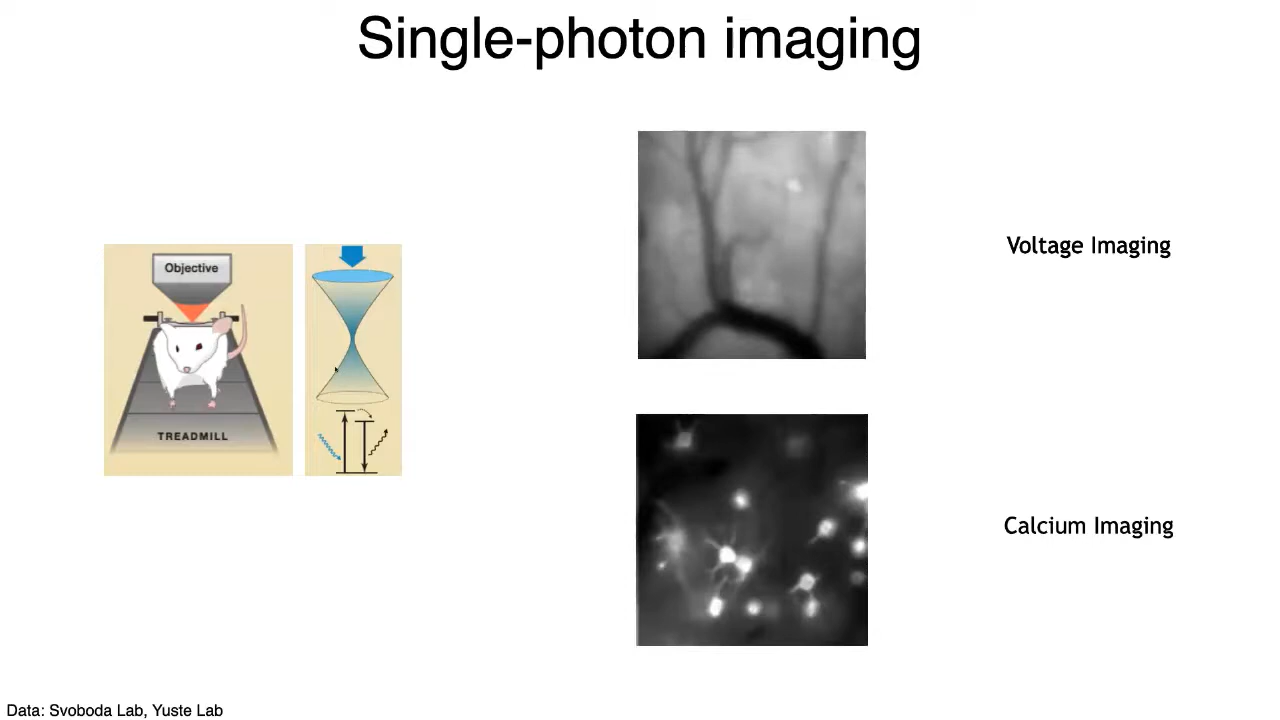 Single-photon imaging
Objective
TREADMILL
Voltage Imaging
Calcium Imaging
Data: Svoboda Lab, Yuste Lab